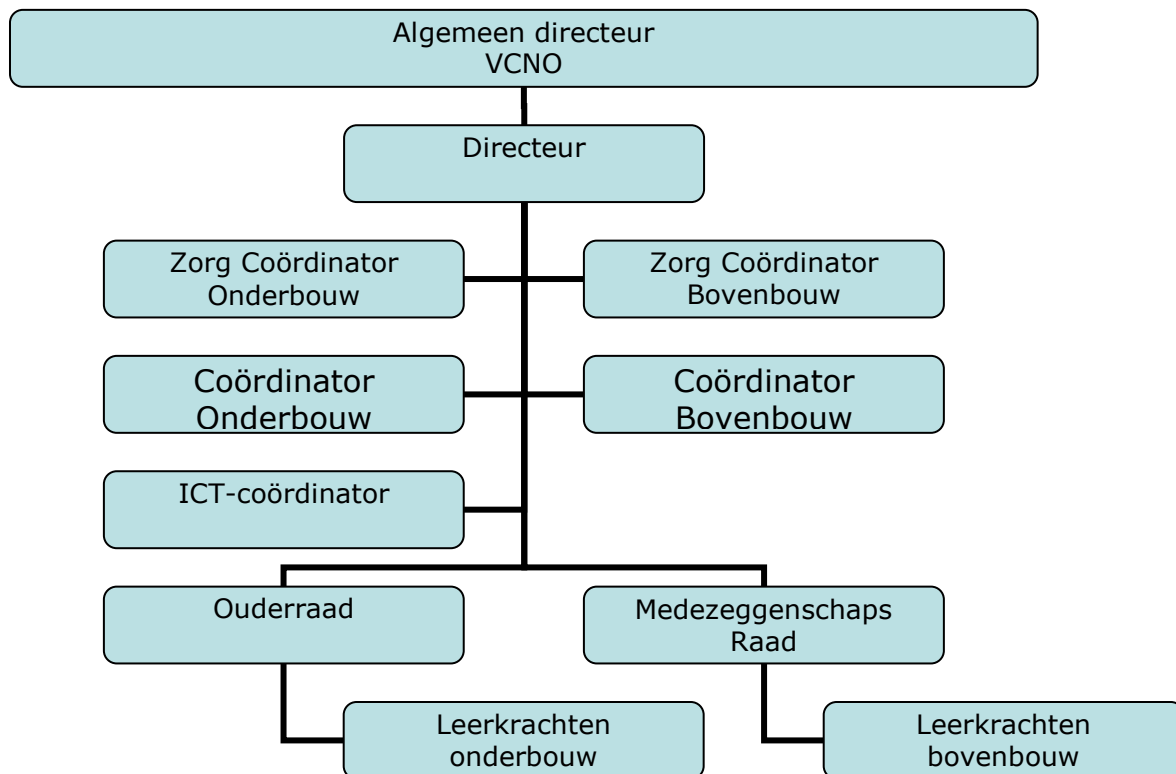 Algemeen directeur
VCNO
Directeur
Zorg Coördinator
Onderbouw
Zorg Coördinator
Bovenbouw
Coördinator
Onderbouw
Coördinator
Bovenbouw
ICT-coördinator
Ouderraad
Medezeggenschaps
Raad
Leerkrachten
onderbouw
Leerkrachten
bovenbouw